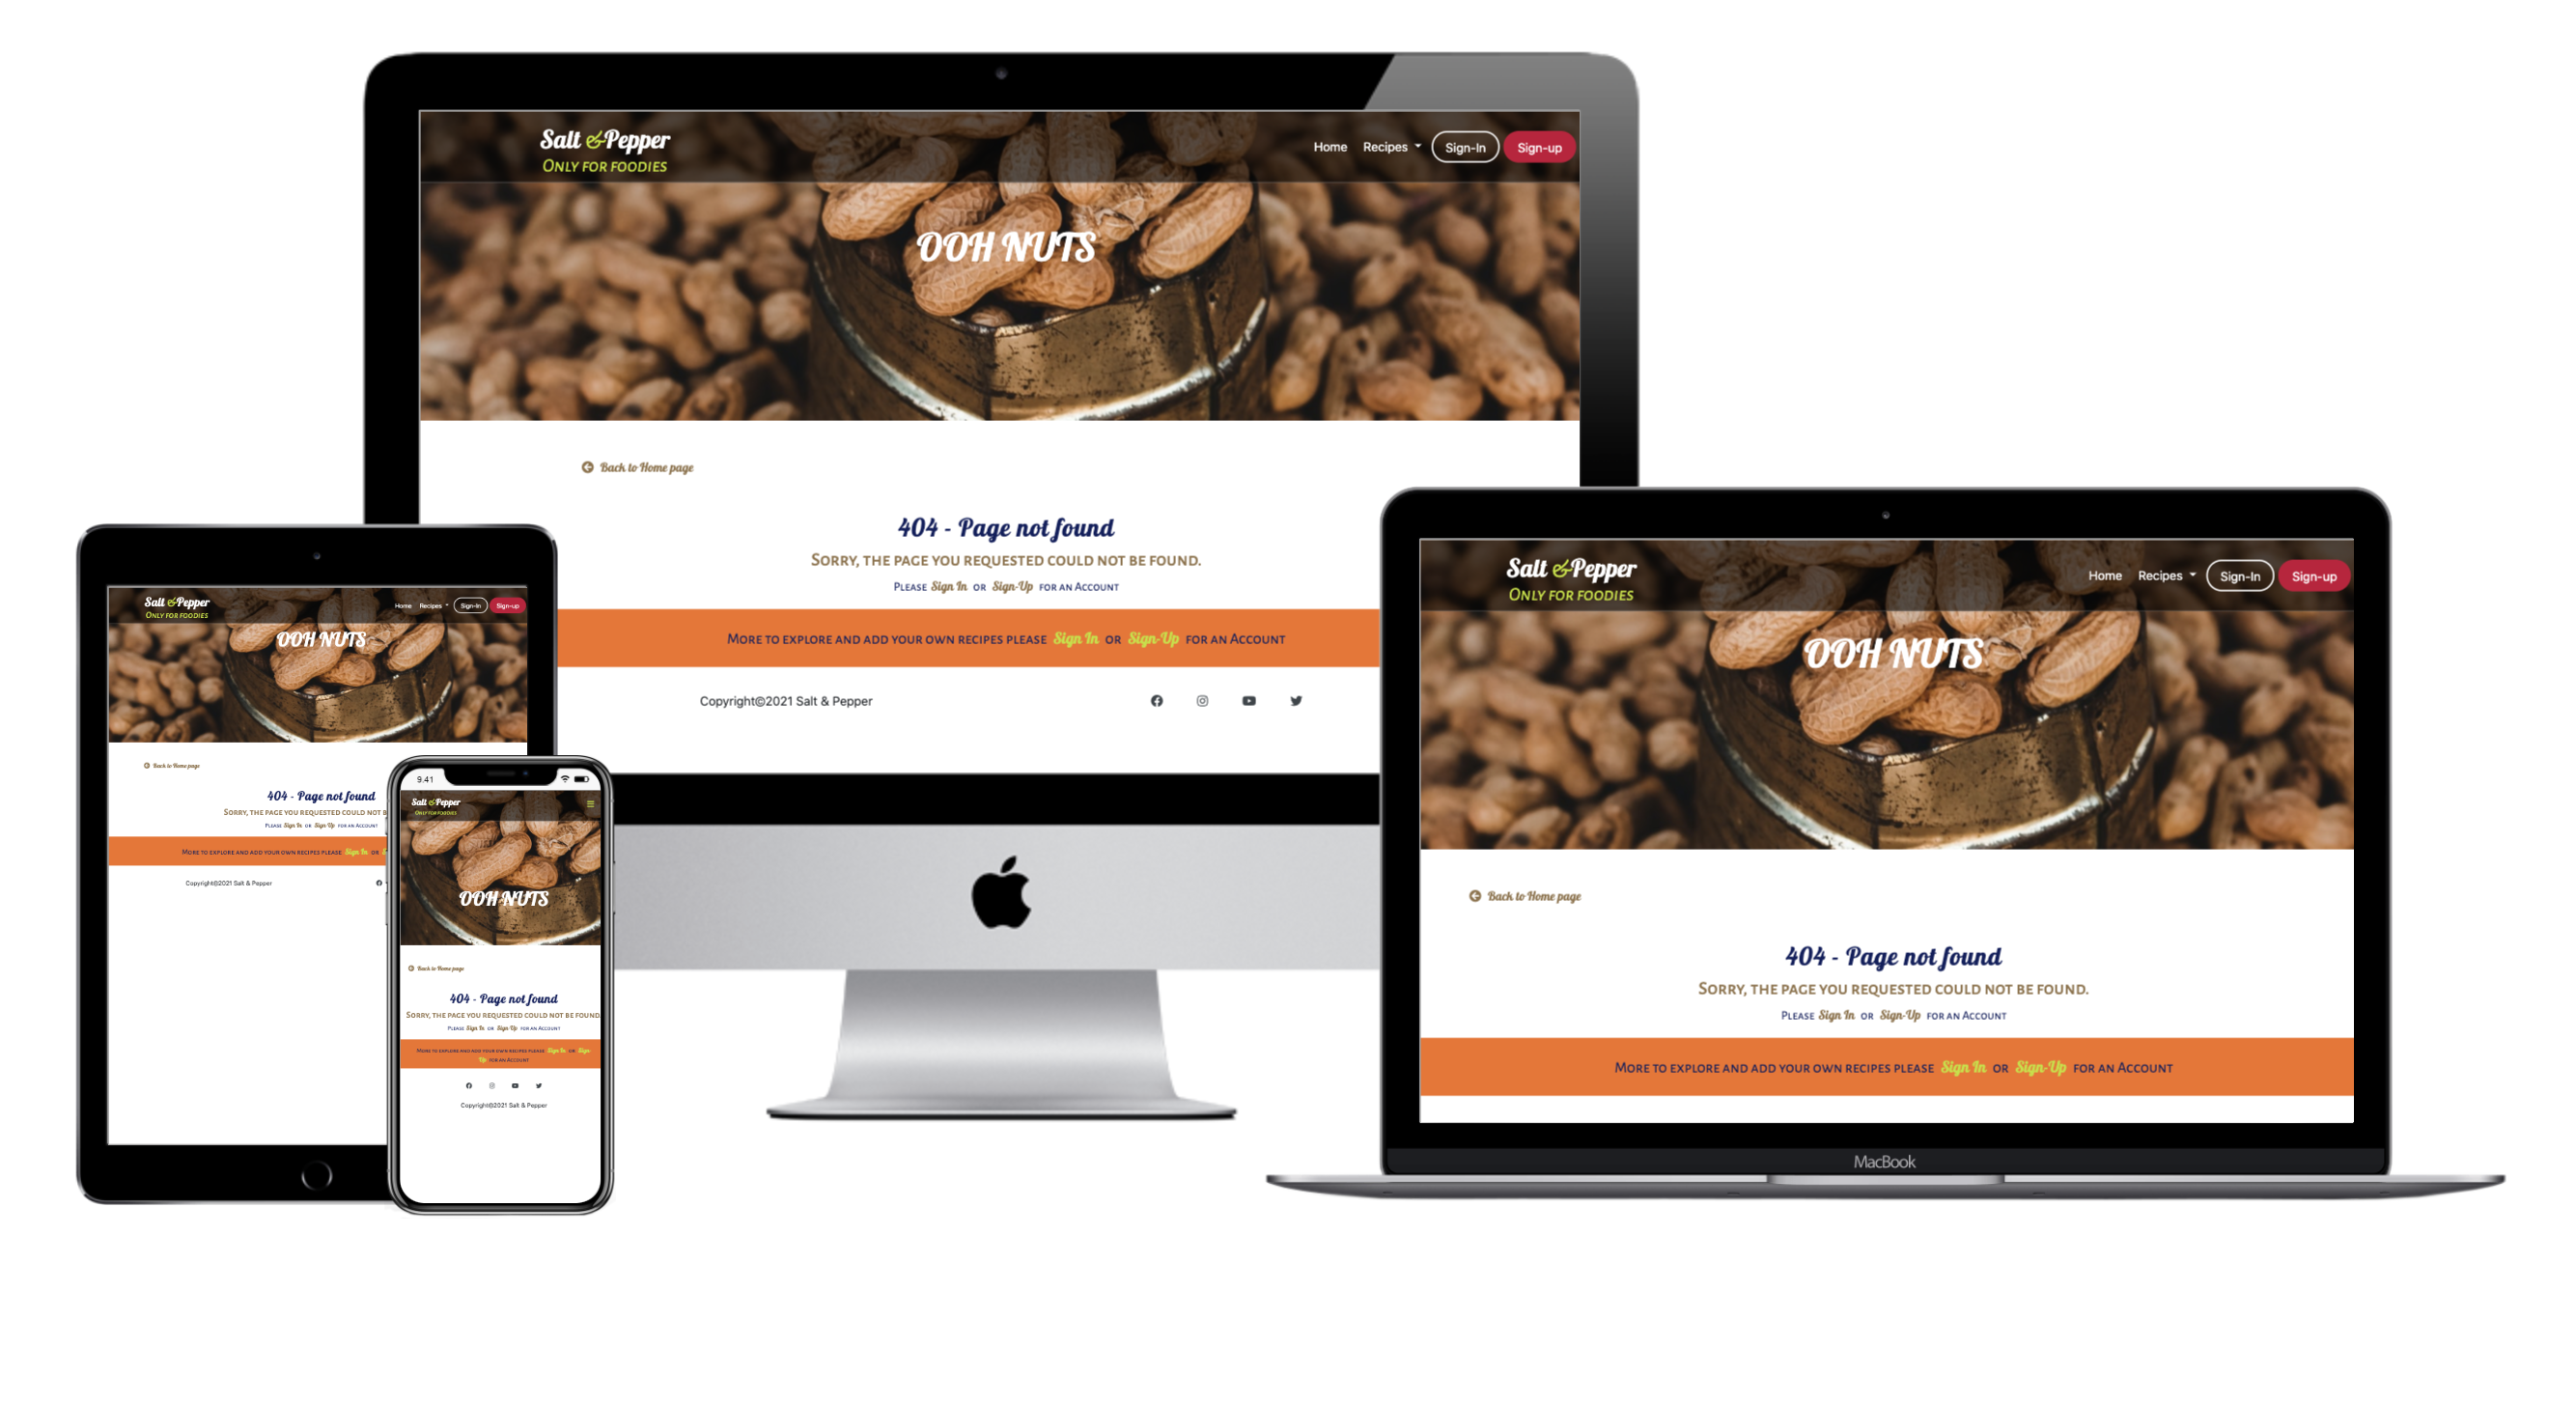 Salt & Pepper
Only for foodies
Home Recipes Sign-In Sign-up
OOH NUTS
Back to Home page
404 - Page not found
Sorry, the page you requested could not be found.
Please Sign In or Sign-Up for an Account
More to explore and add your own recipes please Sign In or Sign-Up for an Account
Copyright©2021 Salt & Pepper
Salt & Pepper
Only for foodies
Home Recipes Sign-In Sign-up
OOH NUTS
Back to Home page
404 - Page not found
Sorry, the page you requested could not be found.
Please Sign In or Sign-Up for an Account
More to explore and add your own recipes please Sign In or Sign-Up for an Account
MacBook
Salt & Pepper
Only for foodies
Home Recipes Sign-In Sign-up
OOH NUTS
Back to Home page
404 - Page not found
Sorry, the page you requested could not
Please Sign In or Sign-Up for an Account
More to explore and add your own recipes please Sign In or
Copyright©2021 Salt & Pepper
9.41
Salt & Pepper
Only for foodies
OOH NUTS
Back to Home page
404 - Page not found
Sorry, the page you requested could not be found
Please Sign In or Sign-Up for an Account
More to explore and add your own recipes please Sign In or Sign-
Up for an Account
Copyright©2021 Salt & Pepper